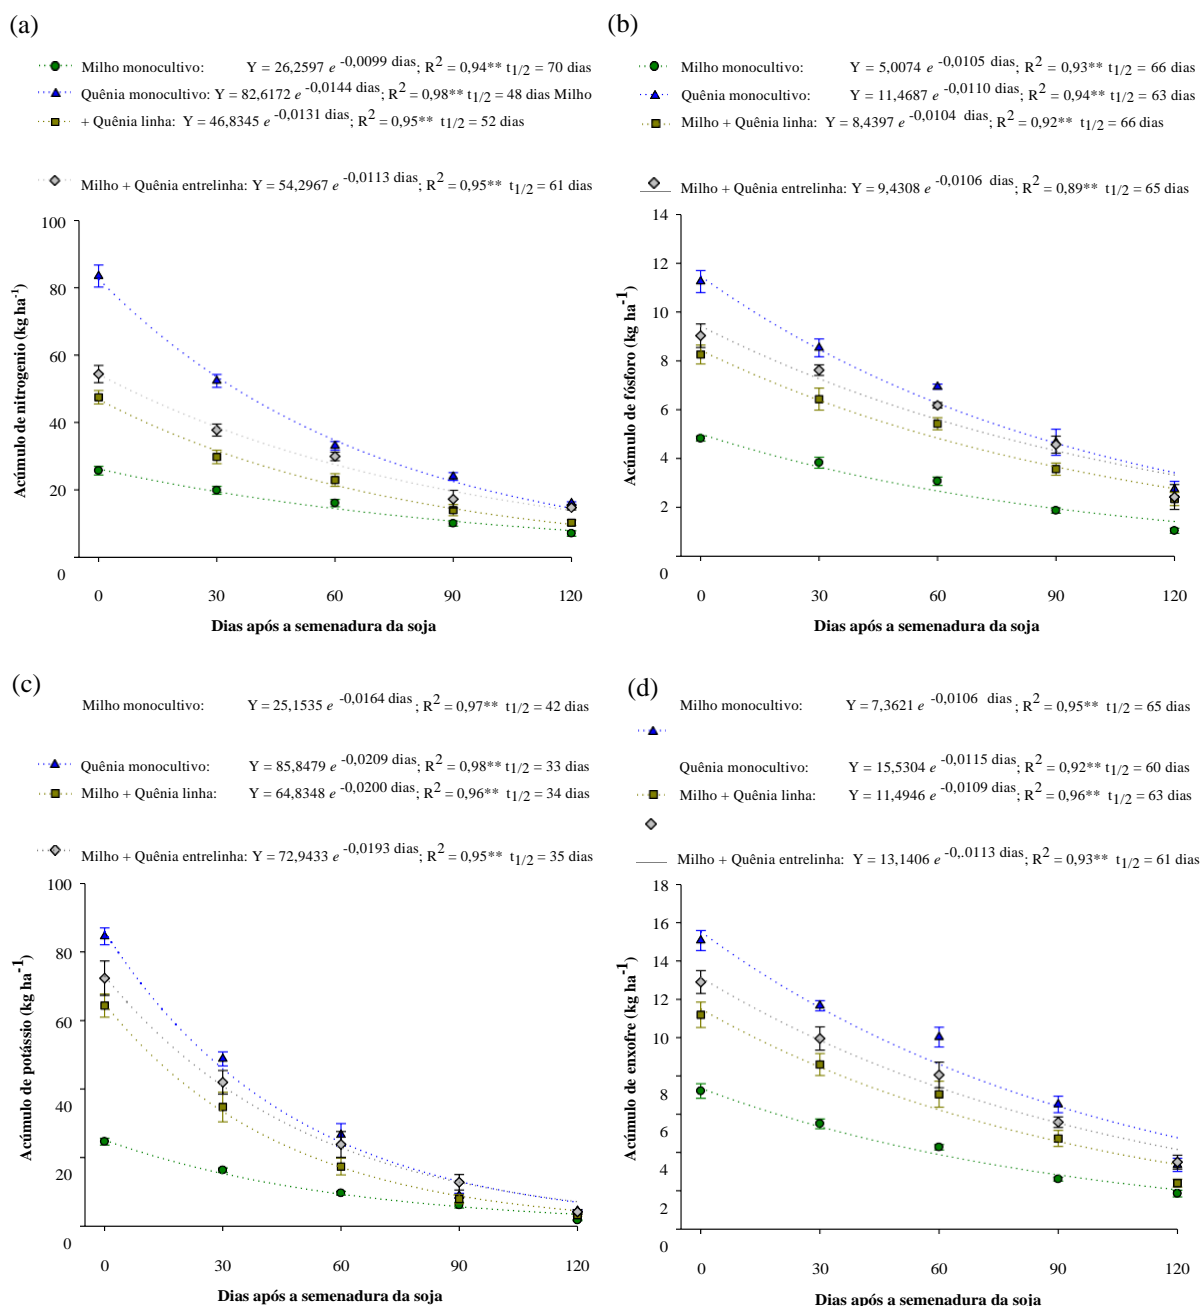 (a)
Milho monocultivo: Y = 26,2597 e -0,0099 dias; R2 = 0,94** t1/2 = 70 dias
Quênia monocultivo: Y = 82,6172 e -0,0144 dias; R2 = 0,98** t1/2 = 48 dias Milho
+ Quênia linha: Y = 46,8345 e -0,0131 dias; R2 = 0,95** t1/2 = 52 dias
Milho + Quênia entrelinha: Y = 54,2967 e -0,0113 dias; R2 = 0,95** t1/2 = 61 dias
100
80
60
40
20
0
Acúmulo de nitrogenio (kg ha-1)
0 30 60 90 120
Dias após a semenadura da soja
(b)
Milho monocultivo: Y = 5,0074 e -0,0105 dias; R2 = 0,93** t1/2 = 66 dias
Quênia monocultivo: Y = 11,4687 e -0,0110 dias; R2 = 0,94** t1/2 = 63 dias
Milho + Quênia linha: Y = 8,4397 e -0,0104 dias; R2 = 0,92** t1/2 = 66 dias
Milho + Quênia entrelinha: Y = 9,4308 e -0,0106 dias; R2 = 0,89** t1/2 = 65 dias
14
12
10
8
6
4
2
0
Acúmulo de fósforo (kg ha-1)
0 30 60 90 120
Dias após a semenadura da soja
(c)
Milho monocultivo: Y = 25,1535 e -0,0164 dias; R2 = 0,97** t1/2 = 42 dias
Quênia monocultivo: Y = 85,8479 e -0,0209 dias; R2 = 0,98** t1/2 = 33 dias
Milho + Quênia linha: Y = 64,8348 e -0,0200 dias; R2 = 0,96** t1/2 = 34 dias
Milho + Quênia entrelinha: Y = 72,9433 e -0,0193 dias; R2 = 0,95** t1/2 = 35 dias
100
80
60
40
20
0
Acúmulo de potássio (kg ha-1)
0 30 60 90 120
Dias após a semenadura da soja
(d)
Milho monocultivo: Y = 7,3621 e -0,0106 dias; R2 = 0,95** t1/2 = 65 dias
Quênia monocultivo: Y = 15,5304 e -0,0115 dias; R2 = 0,92** t1/2 = 60 dias
Milho + Quênia linha: Y = 11,4946 e -0,0109 dias; R2 = 0,96** t1/2 = 63 dias
Milho + Quênia entrelinha: Y = 13,1406 e -0,.0113 dias; R2 = 0,93** t1/2 = 61 dias
18
16
14
12
10
8
6
4
2
0
Acúmulo de enxofre (kg ha-1)
0 30 60 90 120
Dias após a semenadura da soja